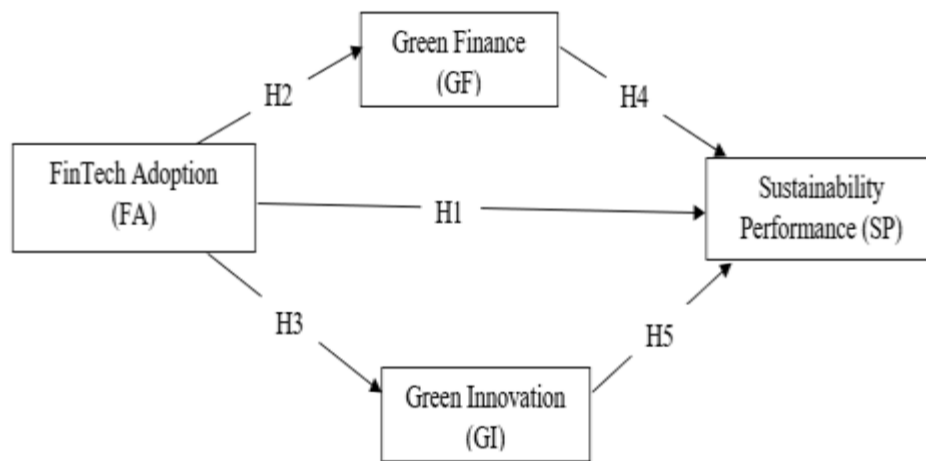 Green Finance
(GF)
H2
H4
FinTech Adoption
(FA)
H1
Sustainability
Performance (SP)
H3
H5
Green Innovation
(GI)